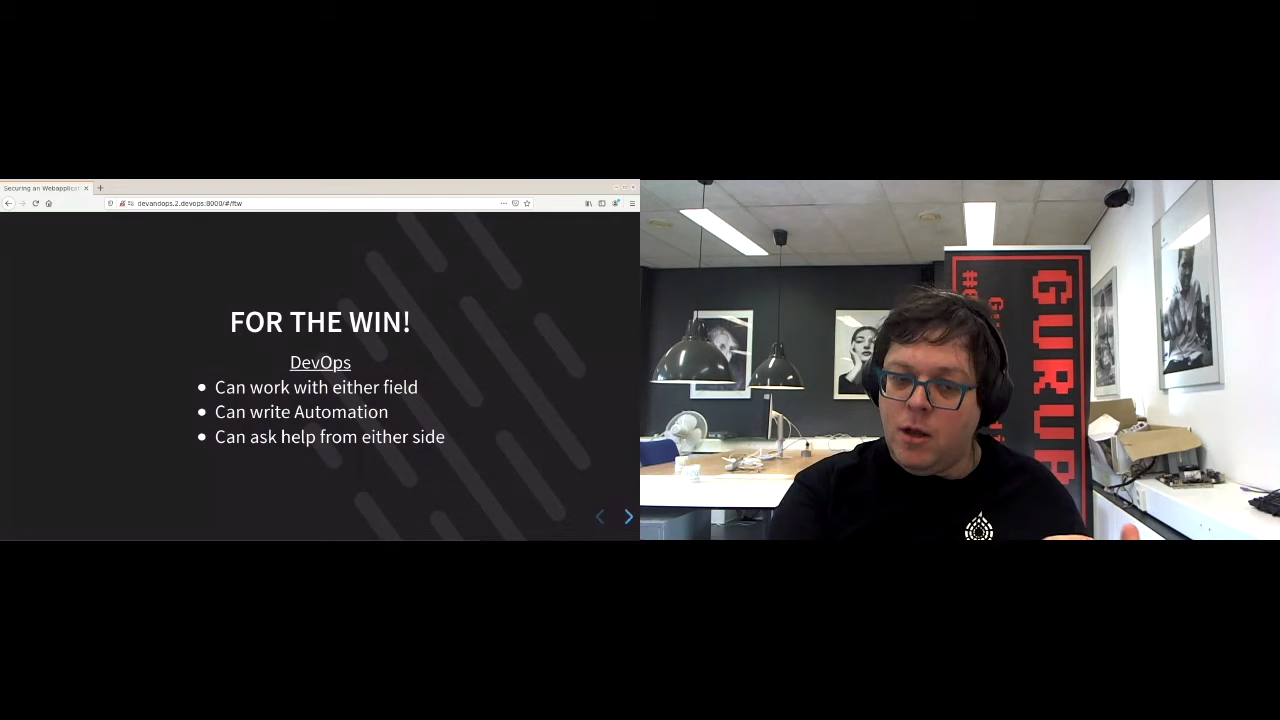 Securing an Webapplicat
devandops.2.devops:8000/#/ftw
FOR THE WIN!
DevOps
Can work with either field
Can write Automation
Can ask help from either side
GURUP